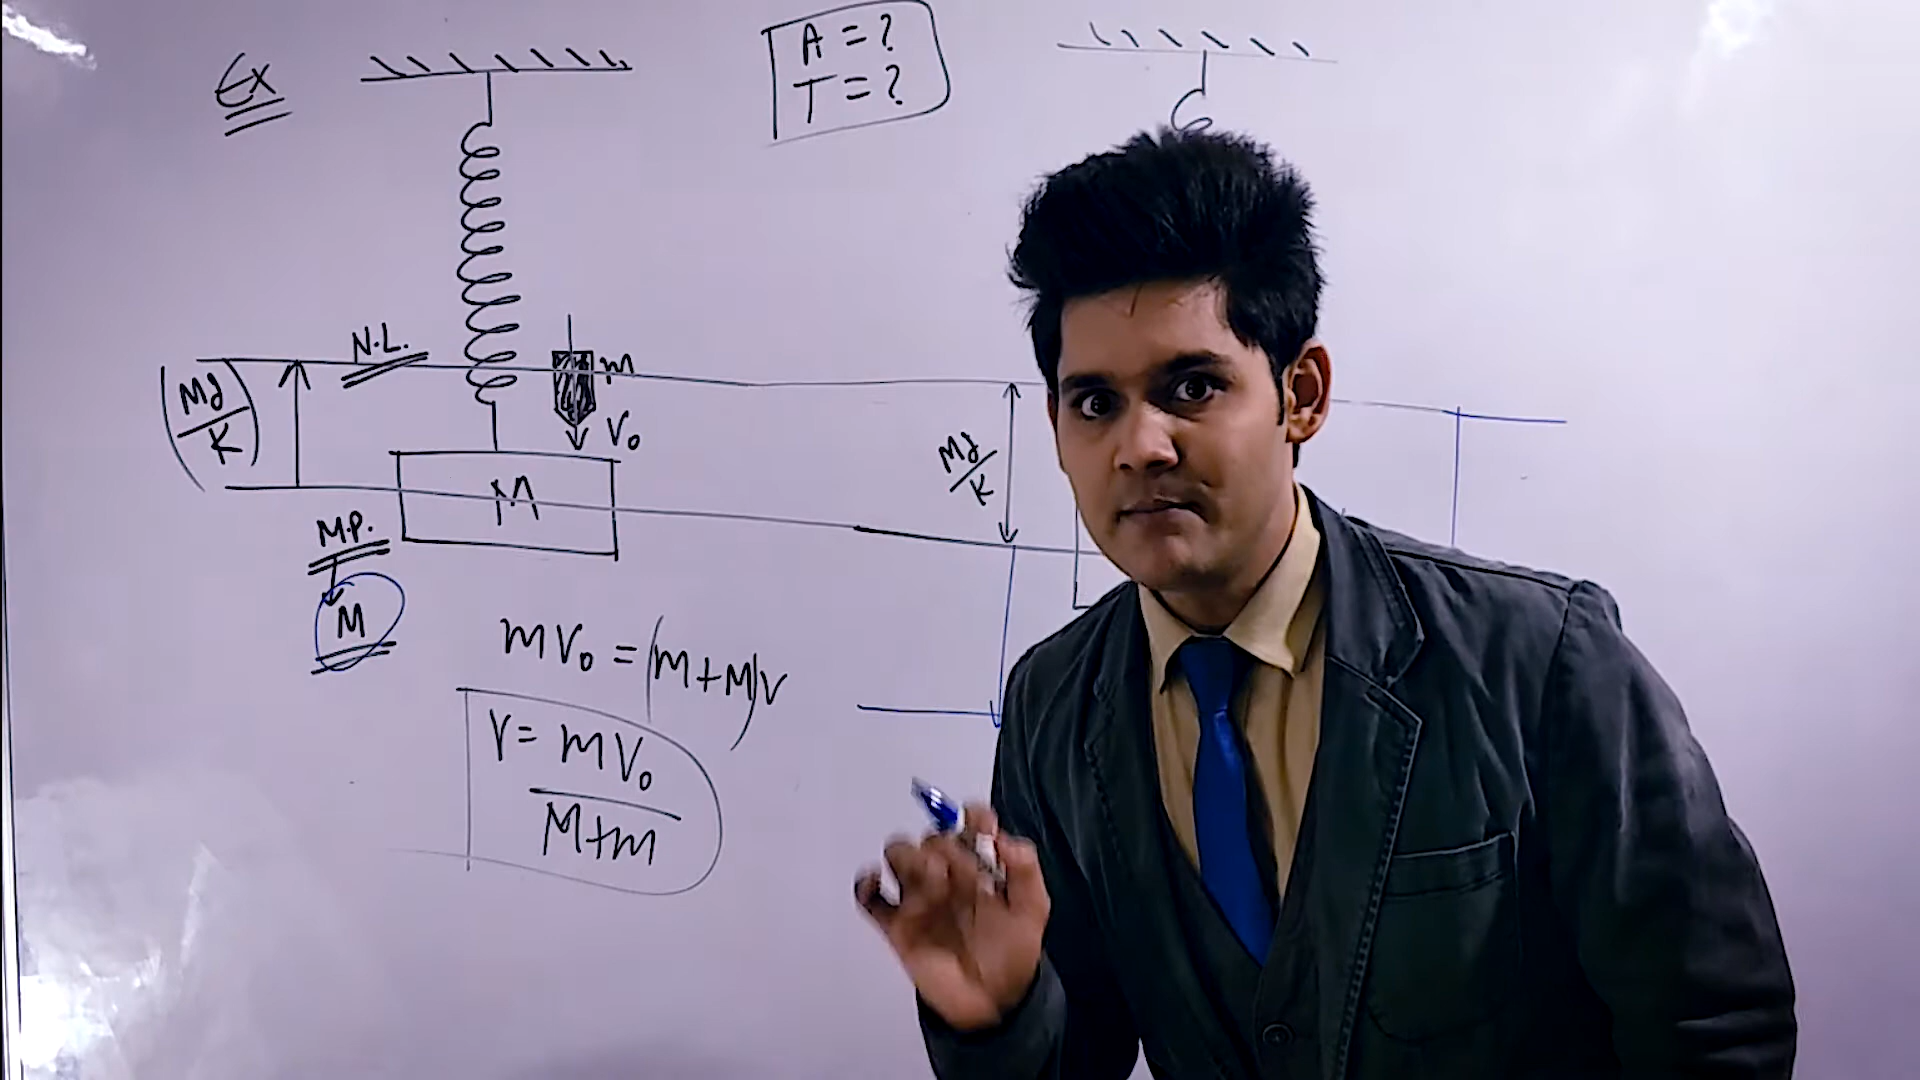 Ex
A = ?
T = ?
N.L.
m
(Mg/K)
V₀
M
Mg/K
M.P.
M
mV₀ = (m+M)V
V = mV₀/M+m